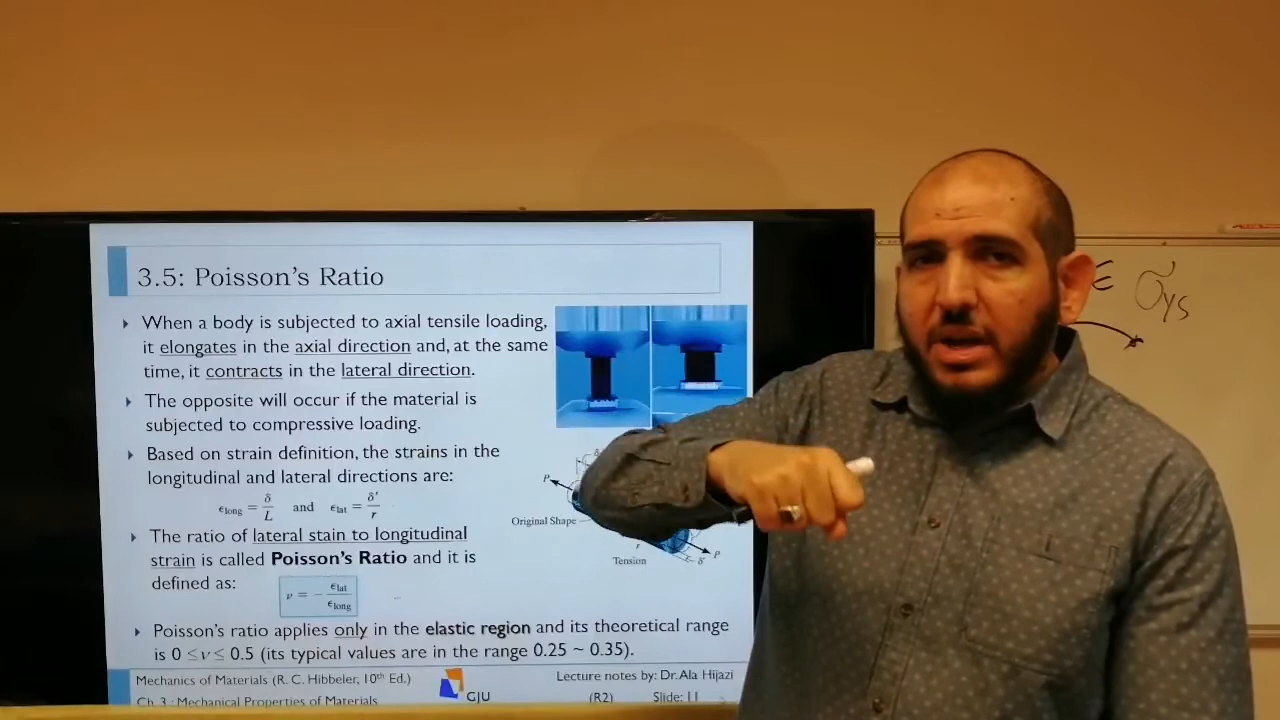 3.5: Poisson's Ratio
When a body is subjected to axial tensile loading,
it elongates in the axial direction and, at the same
time, it contracts in the lateral direction.
The opposite will occur if the material is
subjected to compressive loading.
Based on strain definition, the strains in the
longitudinal and lateral directions are:
ϵlong = δ/L and ϵlat = δ'/r
The ratio of lateral stain to longitudinal
strain is called Poisson's Ratio and it is
defined as:
ν = − ϵlat/ϵlong
Poisson's ratio applies only in the elastic region and its theoretical range
is 0 ≤ν≤ 0.5 (its typical values are in the range 0.25 ~ 0.35).
P
Original Shape
r
P
δ'
Tension
Mechanics of Materials (R. C. Hibbeler, 10th Ed.)
Ch. 3 : Mechanical Properties of Materials
GJU
Lecture notes by: Dr. Ala Hijazi
(R2) Slide: 11
ϵ σys